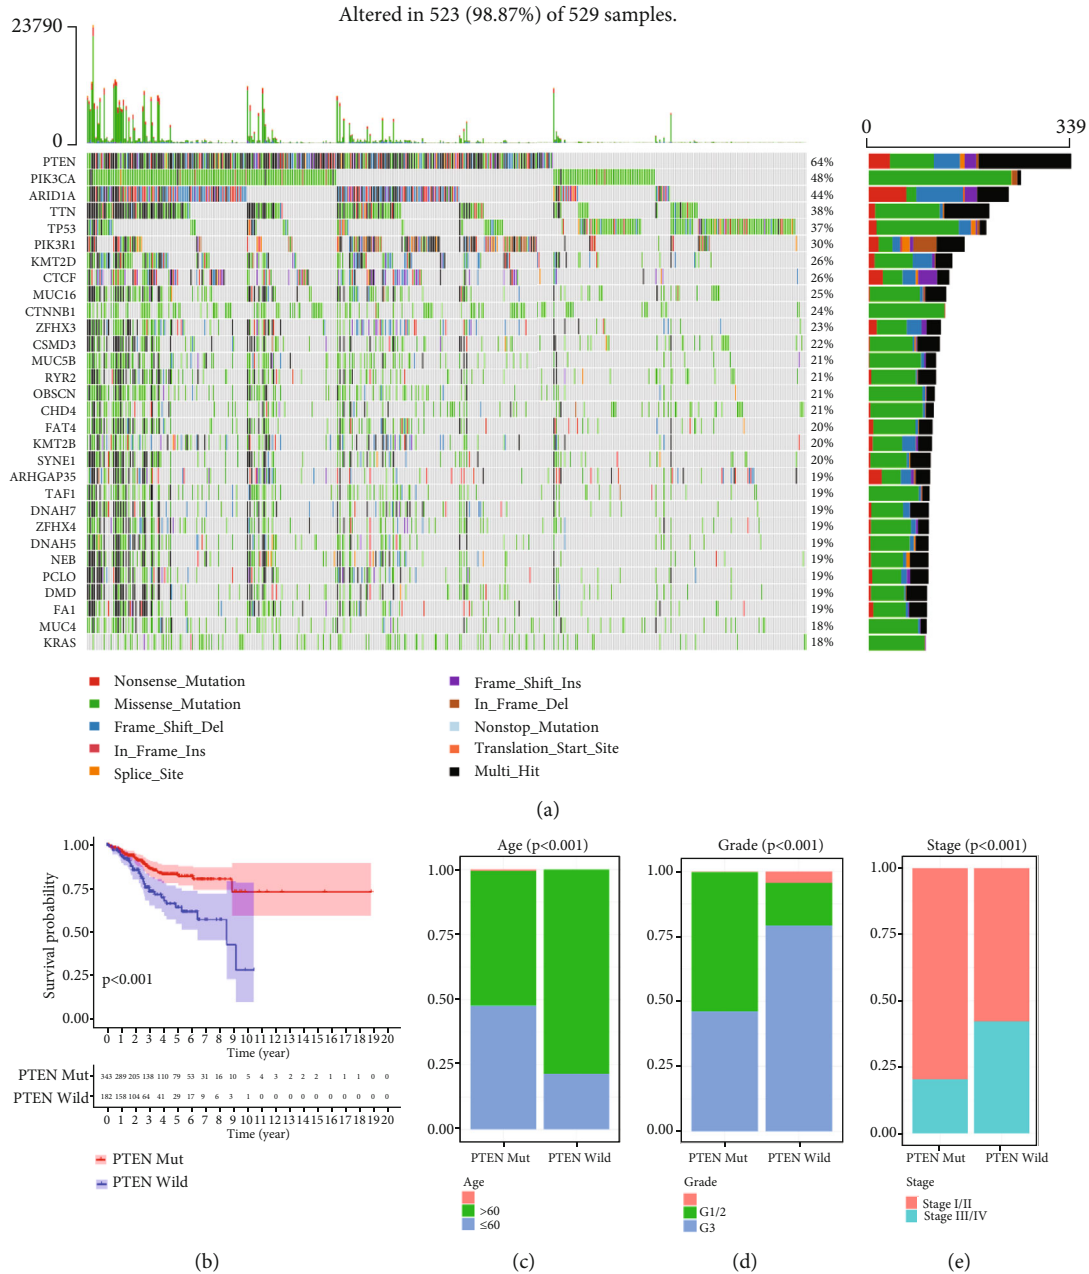 Altered in 523 (98.87%) of 529 samples.
23790
0
0 339
PTEN 64%
PIK3CA 48%
ARID1A 44%
TTN 38%
TP53 37%
PIK3R1 30%
KMT2D 26%
CTCF 26%
MUC16 25%
CTNNB1 24%
ZFHX3 23%
CSMD3 22%
MUC5B 21%
RYR2 21%
OBSCN 21%
CHD4 21%
FAT4 20%
KMT2B 20%
SYNE1 20%
ARHGAP35 19%
TAF1 19%
DNAH7 19%
ZFHX4 19%
DNAH5 19%
NEB 19%
PCLO 19%
DMD 19%
FA1 19%
MUC4 18%
KRAS 18%
Nonsense_Mutation
Missense_Mutation
Frame_Shift_Del
In_Frame_Ins
Splice_Site
Frame_Shift_Ins
In_Frame_Del
Nonstop_Mutation
Translation_Start_Site
Multi_Hit
(a)
Survival probability
1.00
0.75
0.50
0.25
0.00
p<0.001
0 1 2 3 4 5 6 7 8 9 10 11 12 13 14 15 16 17 18 19 20
Time (year)
PTEN Mut 343 289 205 138 110 79 53 31 16 10 5 4 3 2 2 2 1 1 1 0 0
PTEN Wild 182 158 104 64 41 29 17 9 6 3 1 0 0 0 0 0 0 0 0 0 0
0 1 2 3 4 5 6 7 8 9 10 11 12 13 14 15 16 17 18 19 20
Time (year)
PTEN Mut
PTEN Wild
(b)
Age (p<0.001)
1.00
0.75
0.50
0.25
0.00
PTEN Mut PTEN Wild
Age
>60
≤60
(c)
Grade (p<0.001)
1.00
0.75
0.50
0.25
0.00
PTEN Mut PTEN Wild
Grade
G1/2
G3
(d)
Stage (p<0.001)
1.00
0.75
0.50
0.25
0.00
PTEN Mut PTEN Wild
Stage
Stage I/II
Stage III/IV
(e)